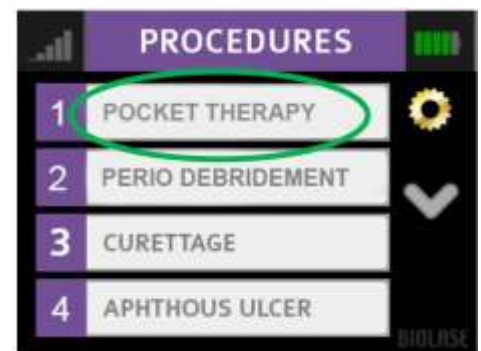 PROCEDURES
1 POCKET THERAPY
2 PERIO DEBRIDEMENT
3 CURETTAGE
4 APHTHOUS ULCER
BIOLASE